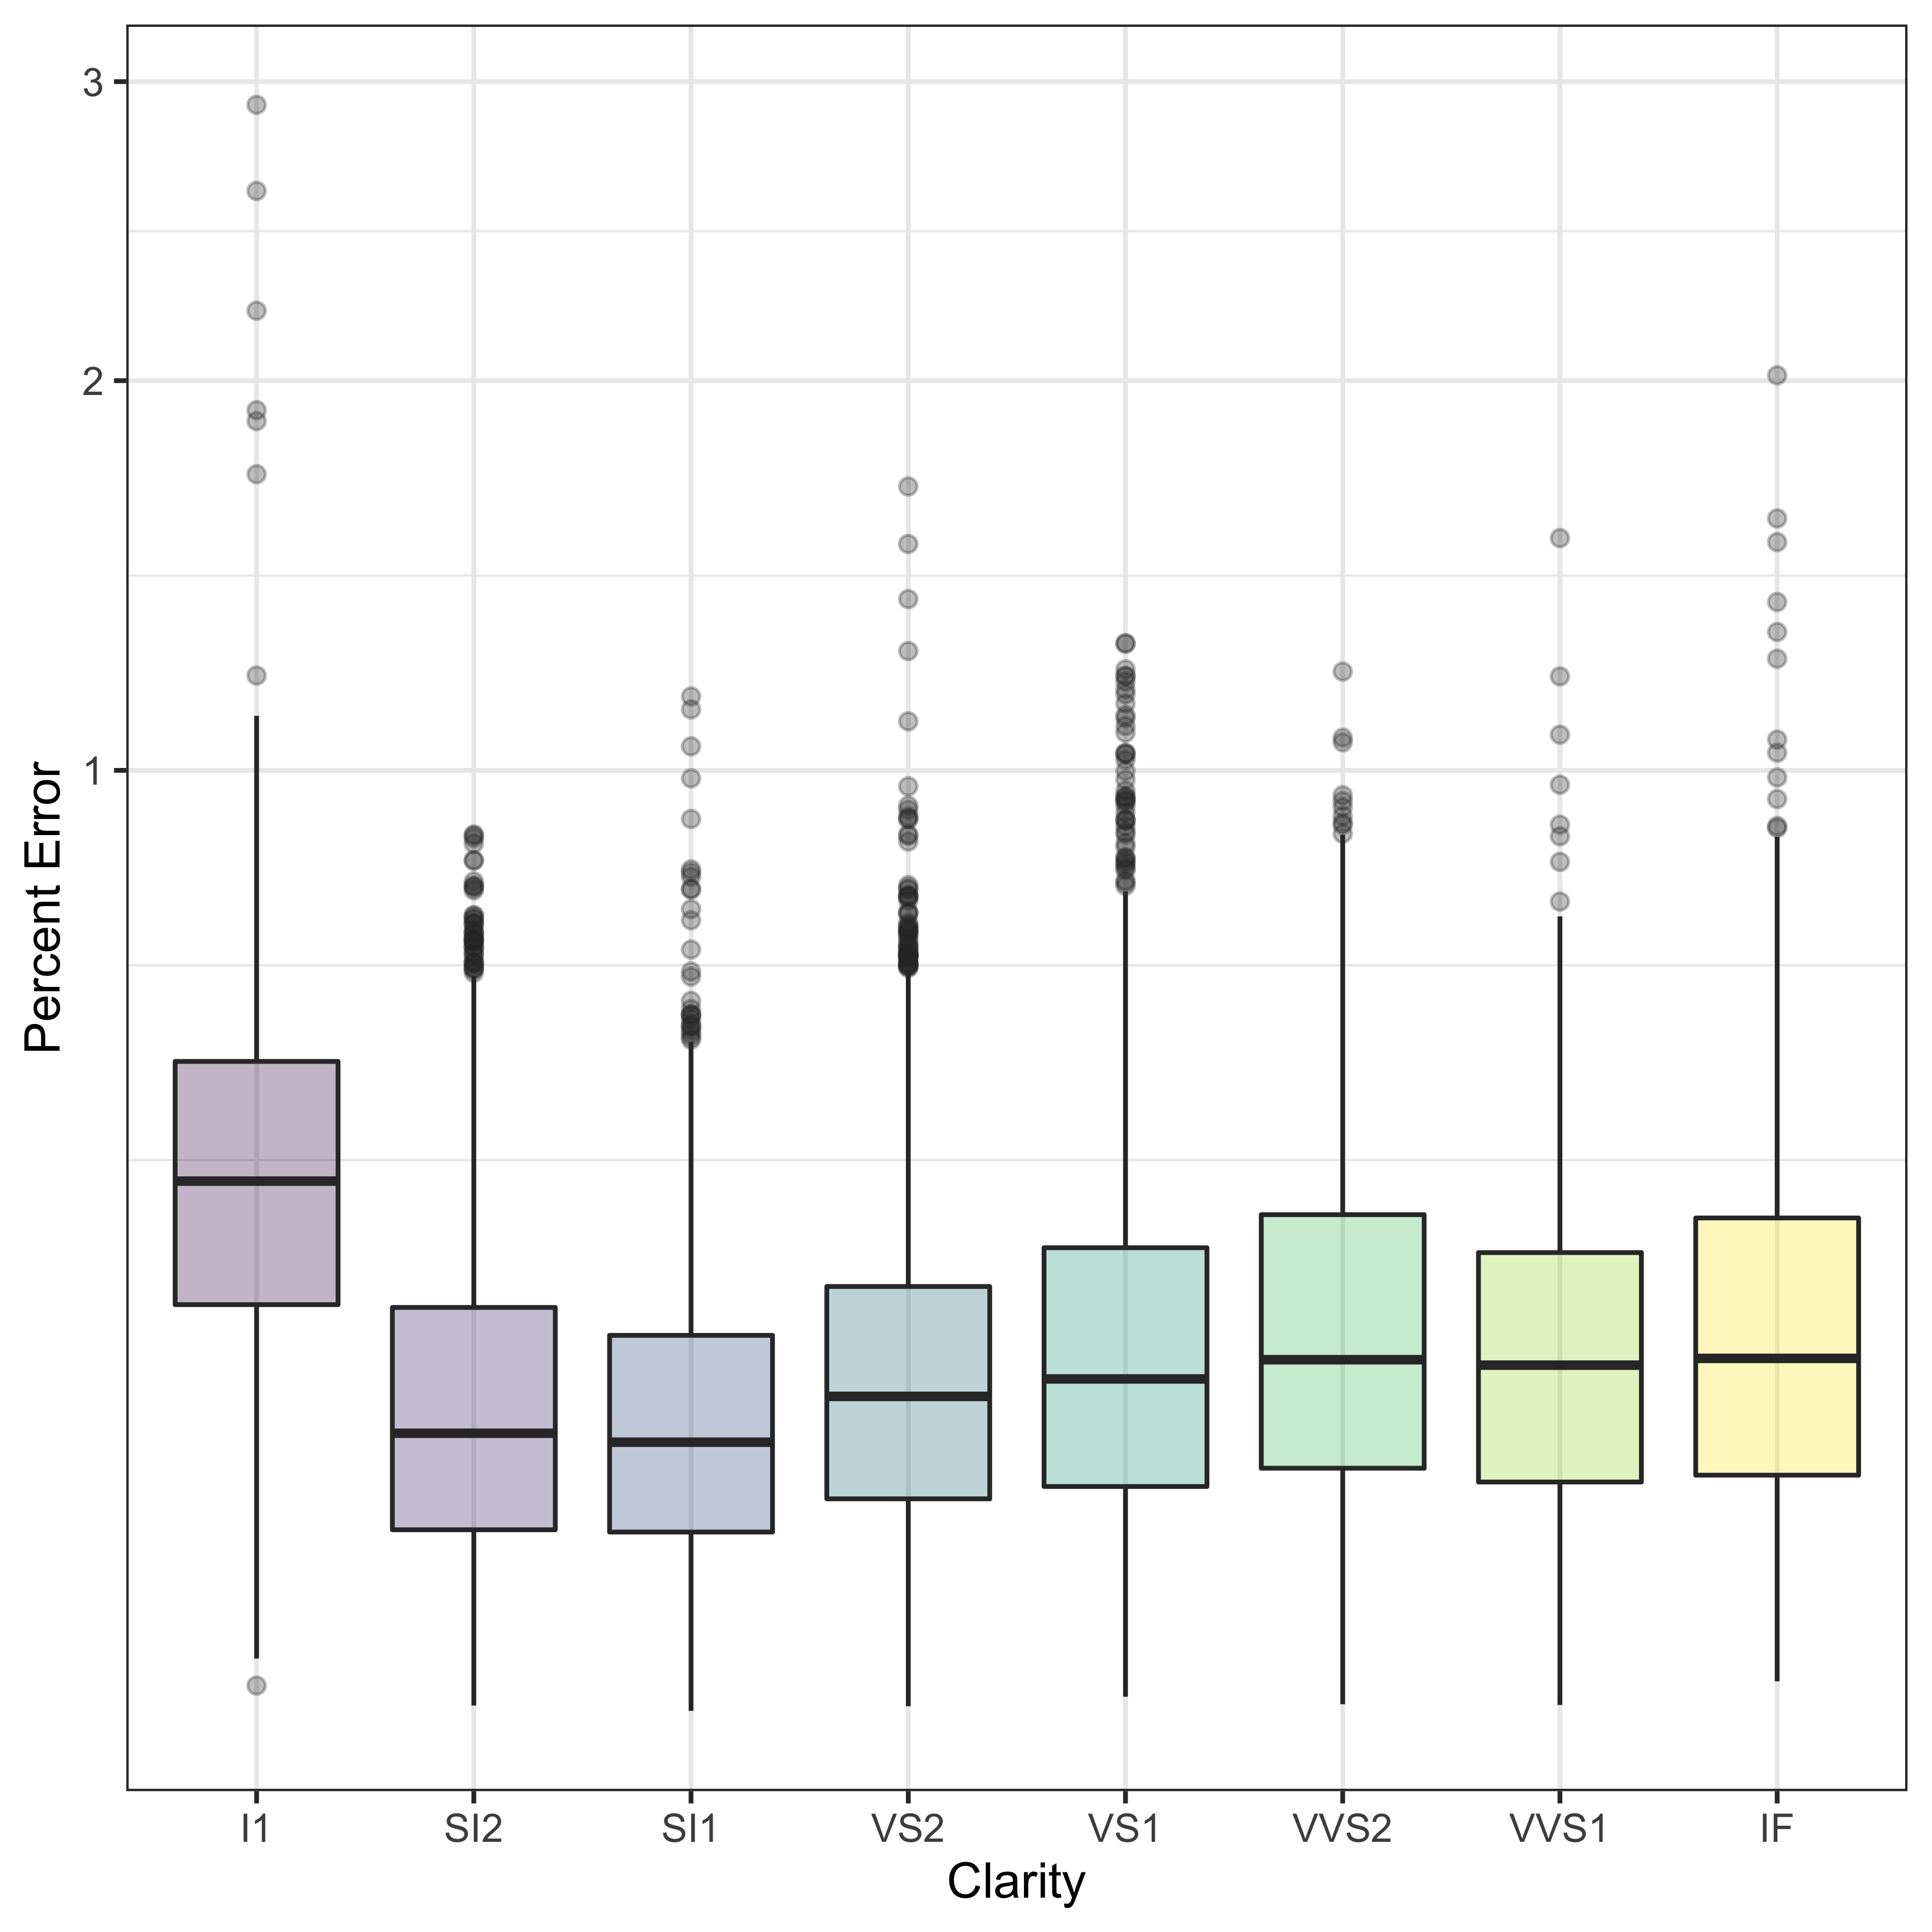 3
2
1
Percent Error
I1 SI2 SI1 VS2 VS1 VVS2 VVS1 IF
Clarity